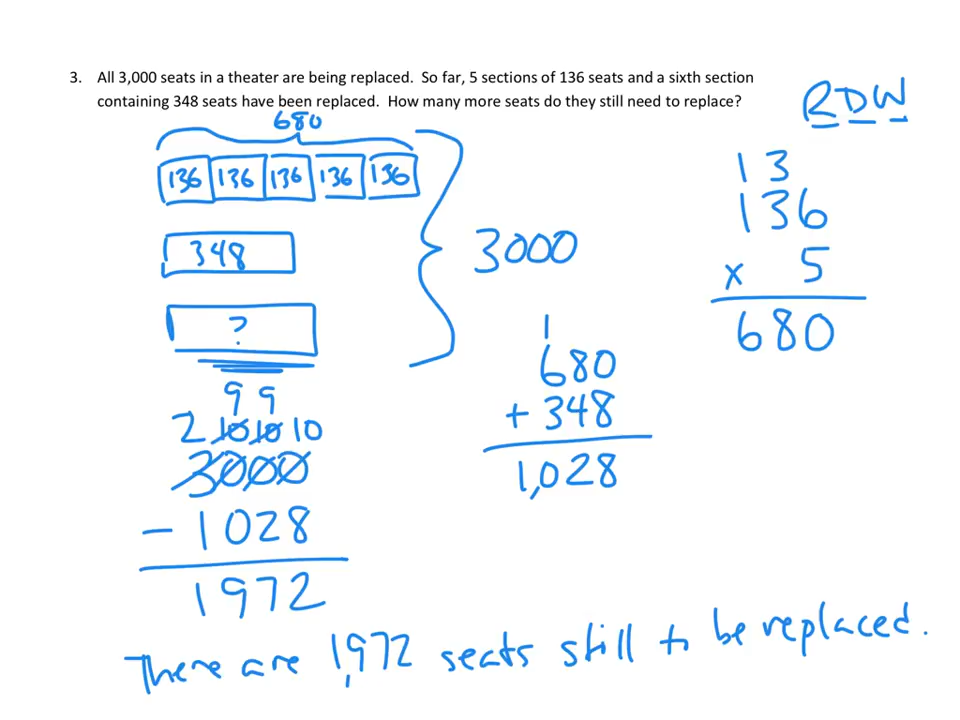 3. All 3,000 seats in a theater are being replaced. So far, 5 sections of 136 seats and a sixth section
containing 348 seats have been replaced. How many more seats do they still need to replace?
RDW
680
136 136 136 136 136
348
?
3000
1 3
136
x 5
680
1
680
+ 348
1,028
9 9
2 10 10 10
3000
- 1028
1972
There are 1,972 seats still to be replaced.